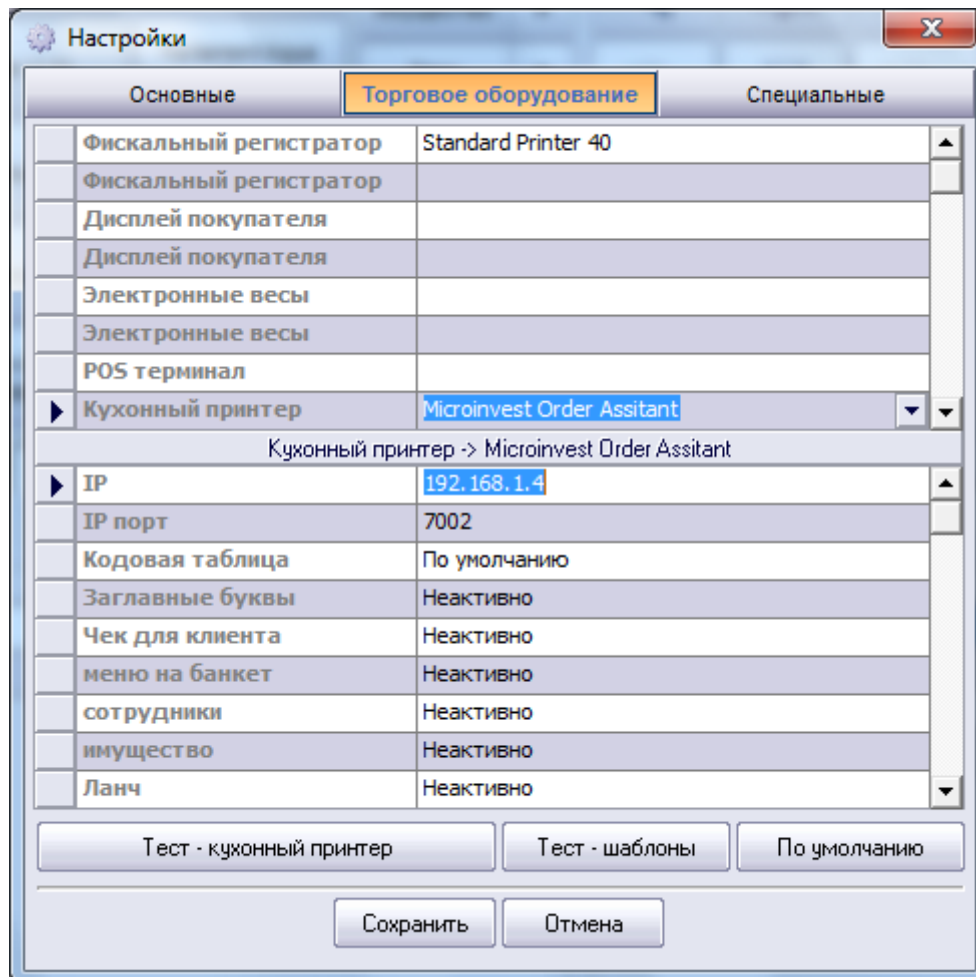 Настройки
Основные Торговое оборудование Специальные
Фискальный регистратор Standard Printer 40
Фискальный регистратор
Дисплей покупателя
Дисплей покупателя
Электронные весы
Электронные весы
POS терминал
Кухонный принтер Microinvest Order Assitant
Кухонный принтер -> Microinvest Order Assitant
IP 192.168.1.4
IP порт 7002
Кодовая таблица По умолчанию
Заглавные буквы Неактивно
Чек для клиента Неактивно
меню на банкет Неактивно
сотрудники Неактивно
имущество Неактивно
Ланч Неактивно
Тест - кухонный принтер Тест - шаблоны По умолчанию
Сохранить Отмена